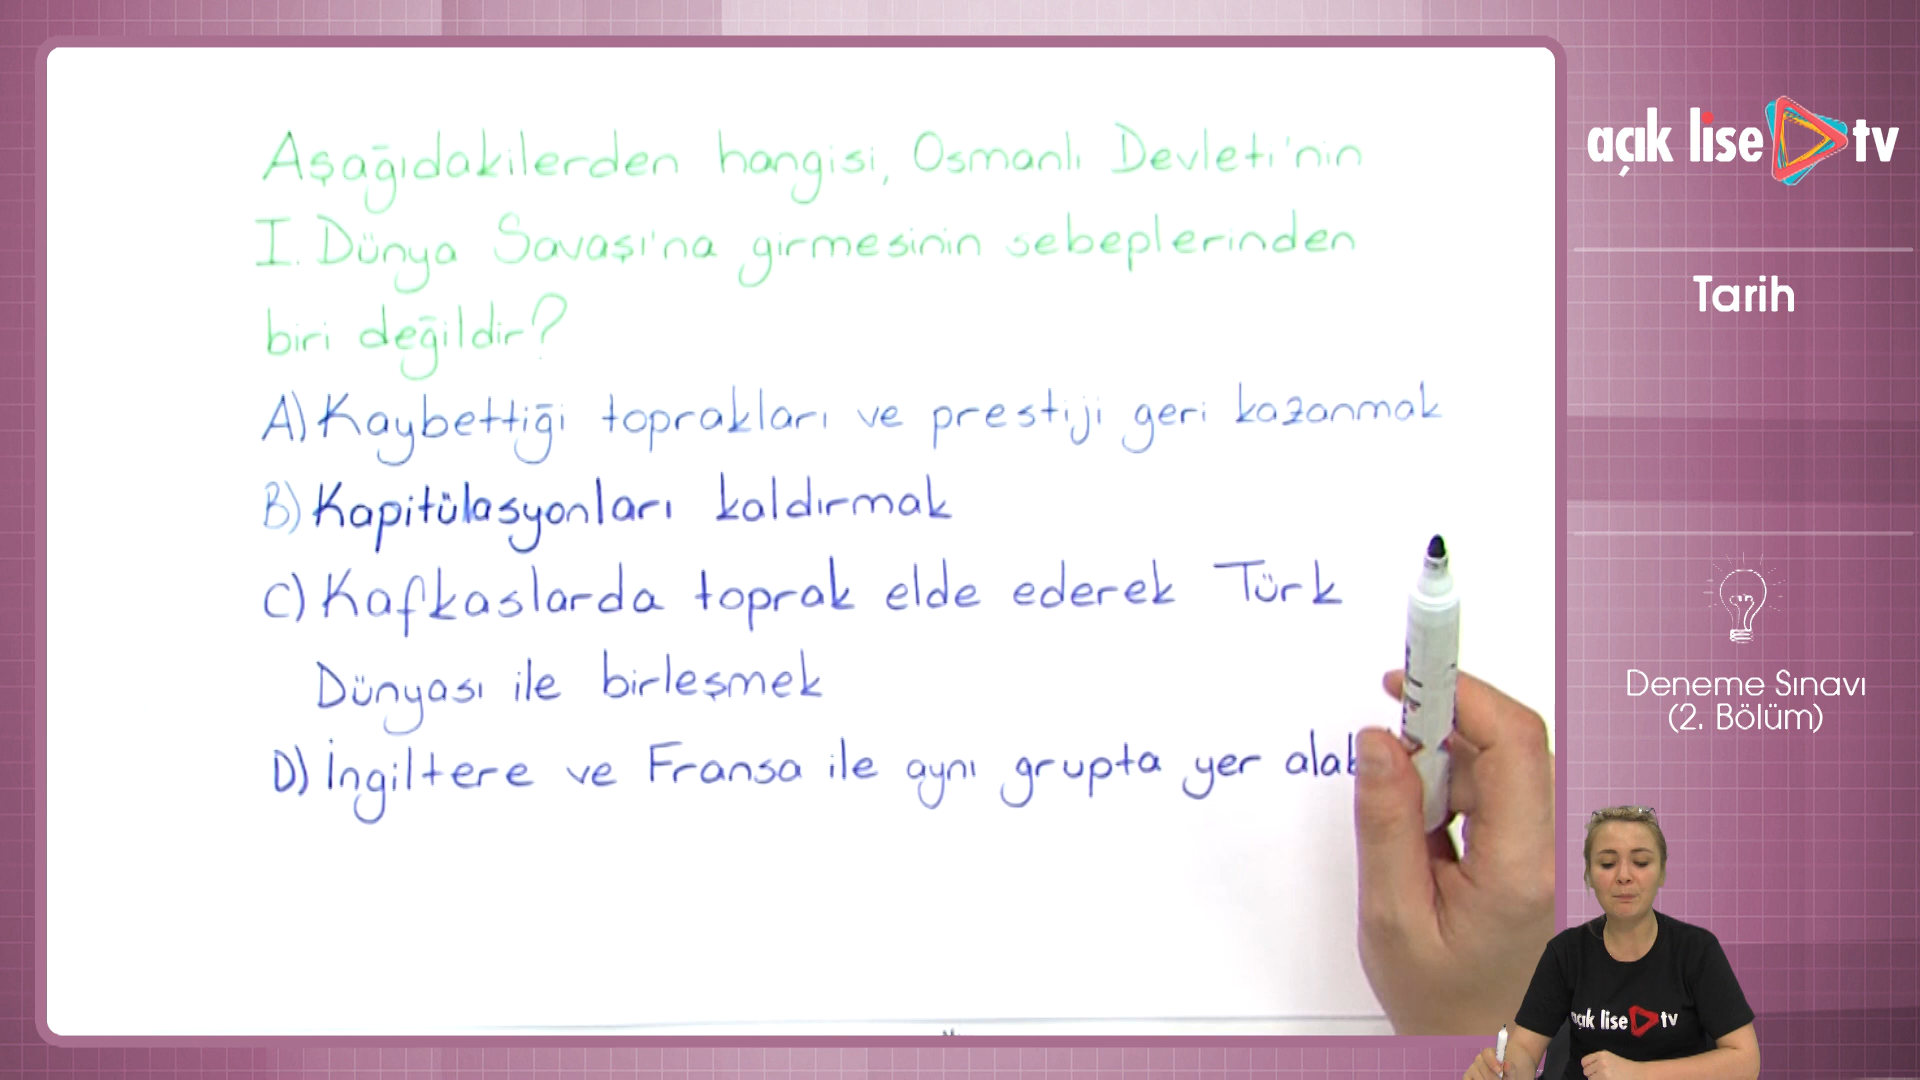 Aşağıdakilerden hangisi, Osmanlı Devleti'nin
I. Dünya Savaşı'na girmesinin sebeplerinden
biri değildir?
A) Kaybettiği toprakları ve prestiji geri kazanmak
B) Kapitülasyonları kaldırmak
C) Kafkaslarda toprak elde ederek Türk
Dünyası ile birleşmek
D) İngiltere ve Fransa ile aynı grupta yer
açık lise tv
Tarih
Deneme Sınavı
(2. Bölüm)
açık lise tv